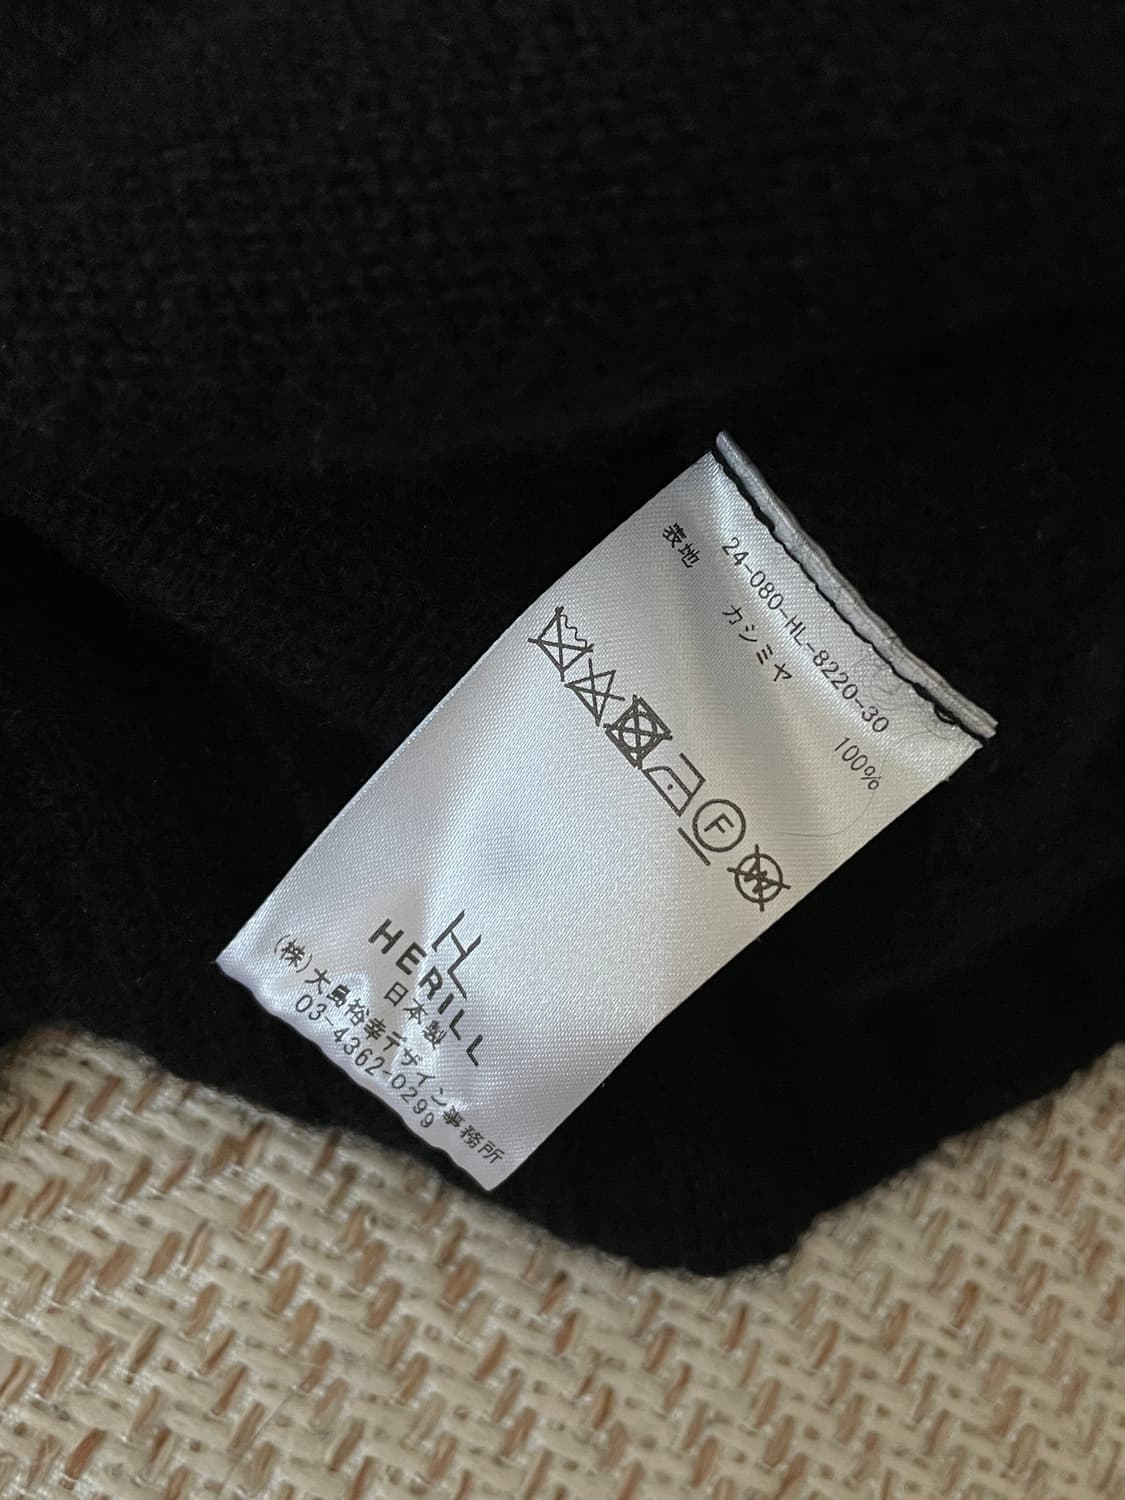 24-080-HL-8220-30
表地 カシミヤ 100%
F
W
HL
HERILL
日本製
(株)大島裕幸デザイン事務所
03-4362-0299